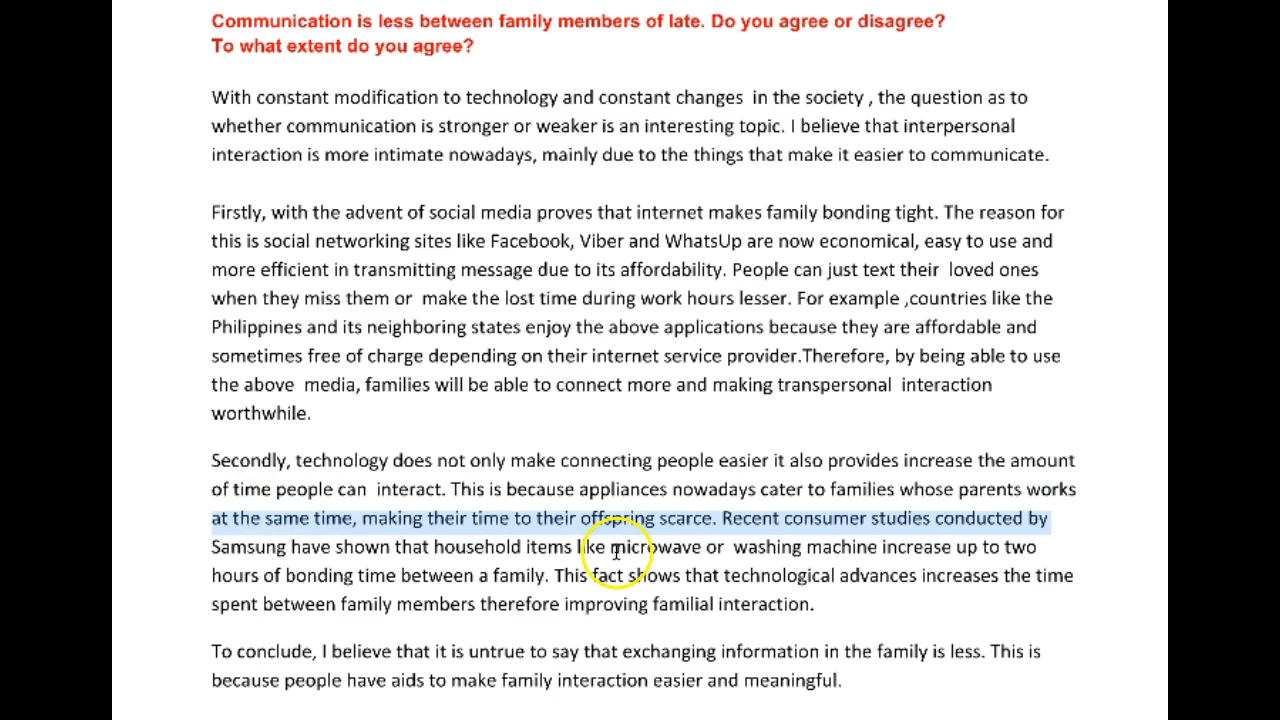 Communication is less between family members of late. Do you agree or disagree?
To what extent do you agree?
With constant modification to technology and constant changes  in the society , the question as to
whether communication is stronger or weaker is an interesting topic. I believe that interpersonal
interaction is more intimate nowadays, mainly due to the things that make it easier to communicate.
Firstly, with the advent of social media proves that internet makes family bonding tight. The reason for
this is social networking sites like Facebook, Viber and WhatsUp are now economical, easy to use and
more efficient in transmitting message due to its affordability. People can just text their  loved ones
when they miss them or  make the lost time during work hours lesser. For example ,countries like the
Philippines and its neighboring states enjoy the above applications because they are affordable and
sometimes free of charge depending on their internet service provider.Therefore, by being able to use
the above  media, families will be able to connect more and making transpersonal  interaction
worthwhile.
Secondly, technology does not only make connecting people easier it also provides increase the amount
of time people can  interact. This is because appliances nowadays cater to families whose parents works
at the same time, making their time to their offspring scarce. Recent consumer studies conducted by
Samsung have shown that household items like microwave or  washing machine increase up to two
hours of bonding time between a family. This fact shows that technological advances increases the time
spent between family members therefore improving familial interaction.
To conclude, I believe that it is untrue to say that exchanging information in the family is less. This is
because people have aids to make family interaction easier and meaningful.